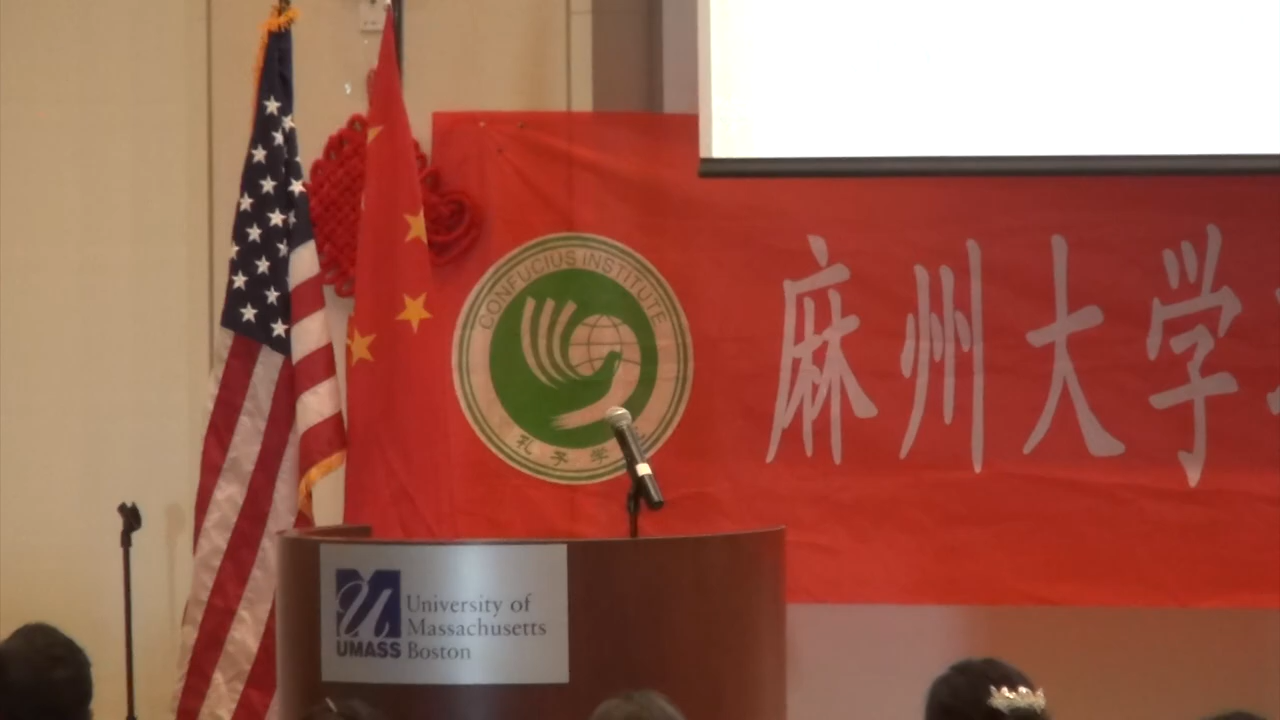 CONFUCIUS INSTITUTE
孔子学
麻州大学
University of
Massachusetts
Boston
UMASS